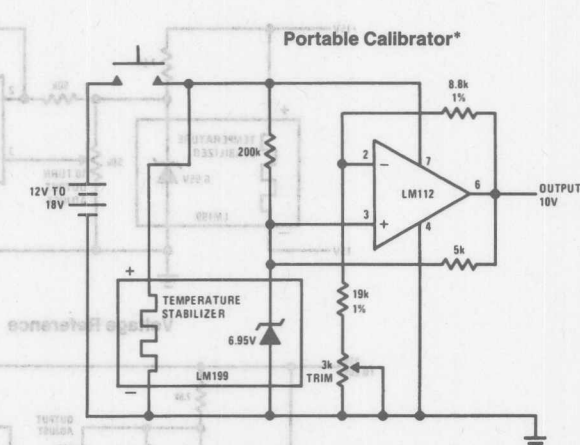 Portable Calibrator*
8.8k
1%
200k
2
7
LM112
6
OUTPUT
10V
3
4
12V TO
18V
5k
+
TEMPERATURE
STABILIZER
19k
1%
6.95V
3k
TRIM
LM199
−